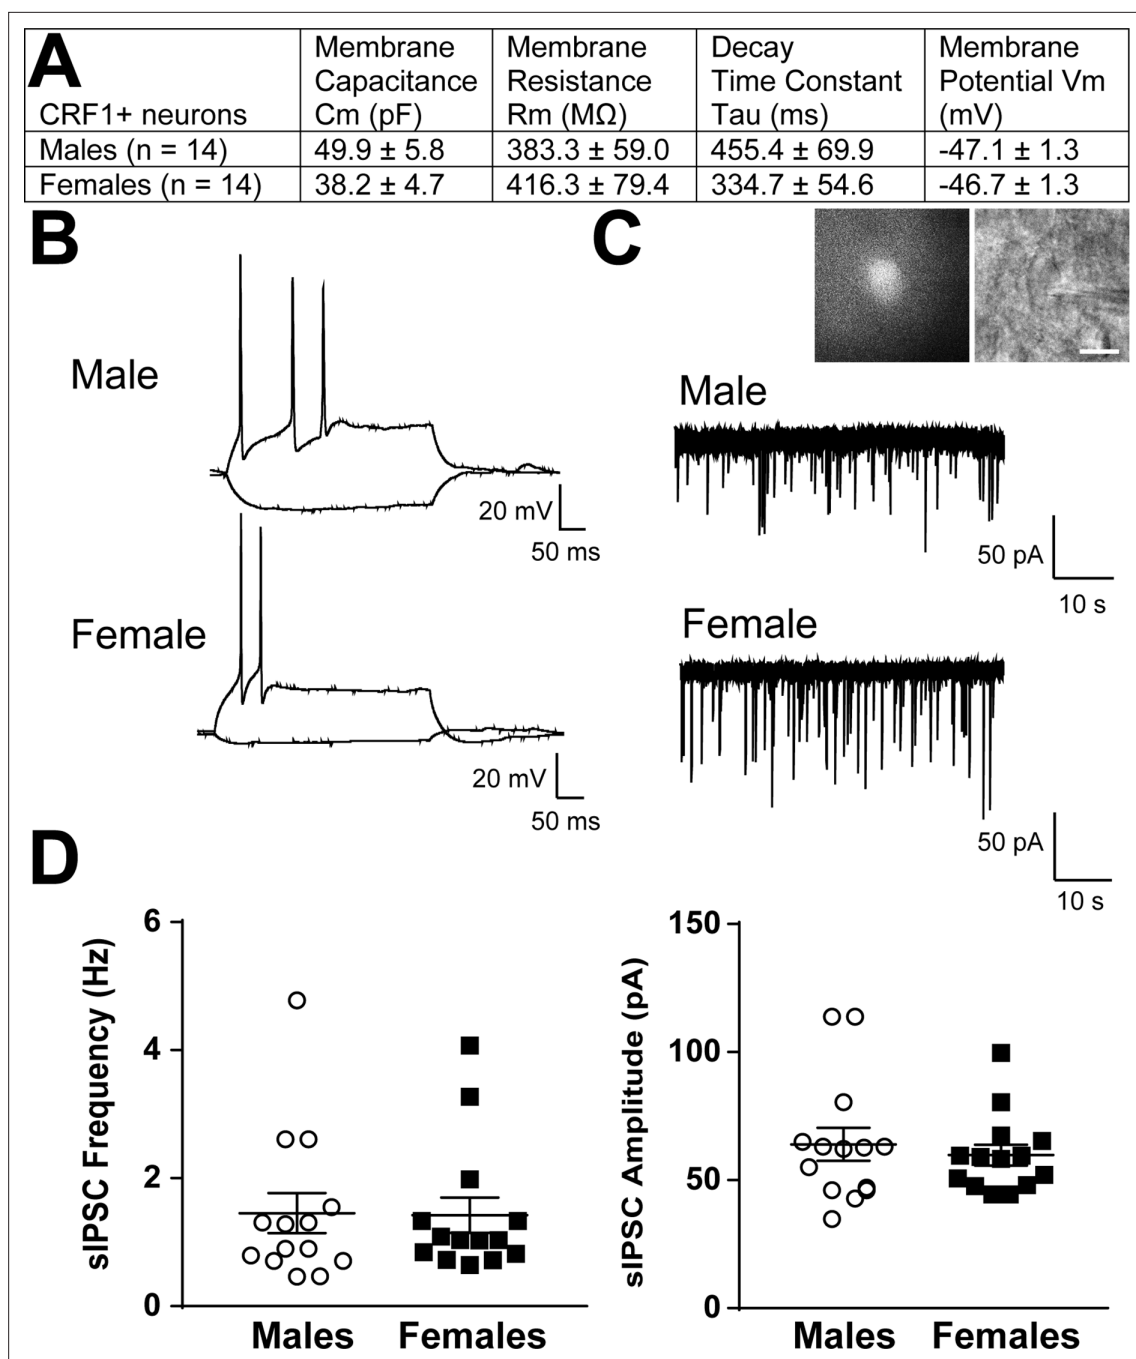 A
CRF1+ neurons
Membrane Capacitance Cm (pF)
Membrane Resistance Rm (MΩ)
Decay Time Constant Tau (ms)
Membrane Potential Vm (mV)
Males (n = 14) 49.9 ± 5.8 383.3 ± 59.0 455.4 ± 69.9 -47.1 ± 1.3
Females (n = 14) 38.2 ± 4.7 416.3 ± 79.4 334.7 ± 54.6 -46.7 ± 1.3
B
Male
20 mV
50 ms
Female
20 mV
50 ms
C
Male
50 pA
10 s
Female
50 pA
10 s
D
sIPSC Frequency (Hz)
6
4
2
0
Males Females
sIPSC Amplitude (pA)
150
100
50
0
Males Females